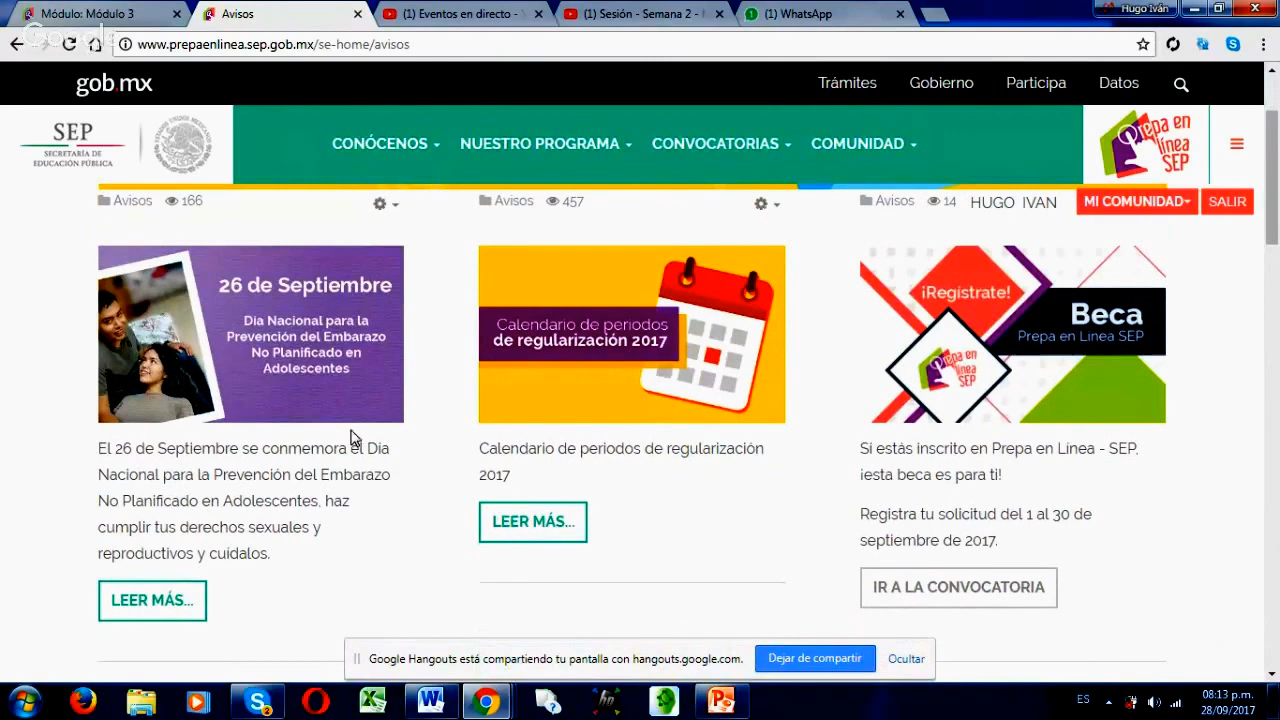 Módulo: Módulo 3
Avisos
(1) Eventos en directo -
(1) Sesión - Semana 2 -
(1) WhatsApp
Hugo Iván
Google
www.prepaenlinea.sep.gob.mx/se-home/avisos
gob.mx
Trámites
Gobierno
Participa
Datos
SEP
SECRETARÍA DE
EDUCACIÓN PÚBLICA
CONÓCENOS
NUESTRO PROGRAMA
CONVOCATORIAS
COMUNIDAD
Prepa en
línea
SEP
Avisos 166
Avisos 457
Avisos 14
HUGO IVAN
MI COMUNIDAD
SALIR
26 de Septiembre
Día Nacional para la
Prevención del Embarazo
No Planificado en
Adolescentes
El 26 de Septiembre se conmemora el Día
Nacional para la Prevención del Embarazo
No Planificado en Adolescentes, haz
cumplir tus derechos sexuales y
reproductivos y cuídalos.
LEER MÁS...
Calendario de periodos
de regularización 2017
Calendario de periodos de regularización
2017
LEER MÁS...
¡Regístrate!
Beca
Prepa en Línea SEP
Prepa en
línea
SEP
Si estás inscrito en Prepa en Línea - SEP,
¡esta beca es para ti!
Registra tu solicitud del 1 al 30 de
septiembre de 2017.
IR A LA CONVOCATORIA
Google Hangouts está compartiendo tu pantalla con hangouts.google.com.
Dejar de compartir
Ocultar
ES
08:13 p.m.
28/09/2017